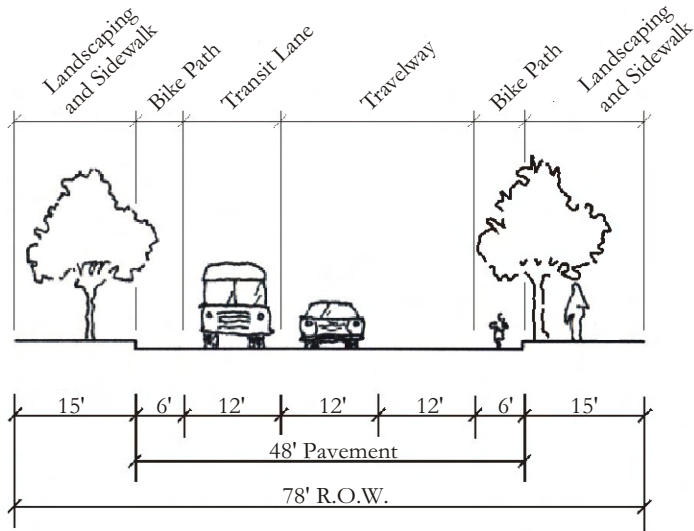 Landscaping
and Sidewalk
Bike Path
Transit Lane
Travelway
Bike Path
Landscaping
and Sidewalk
15' 6' 12' 12' 12' 6' 15'
48' Pavement
78' R.O.W.